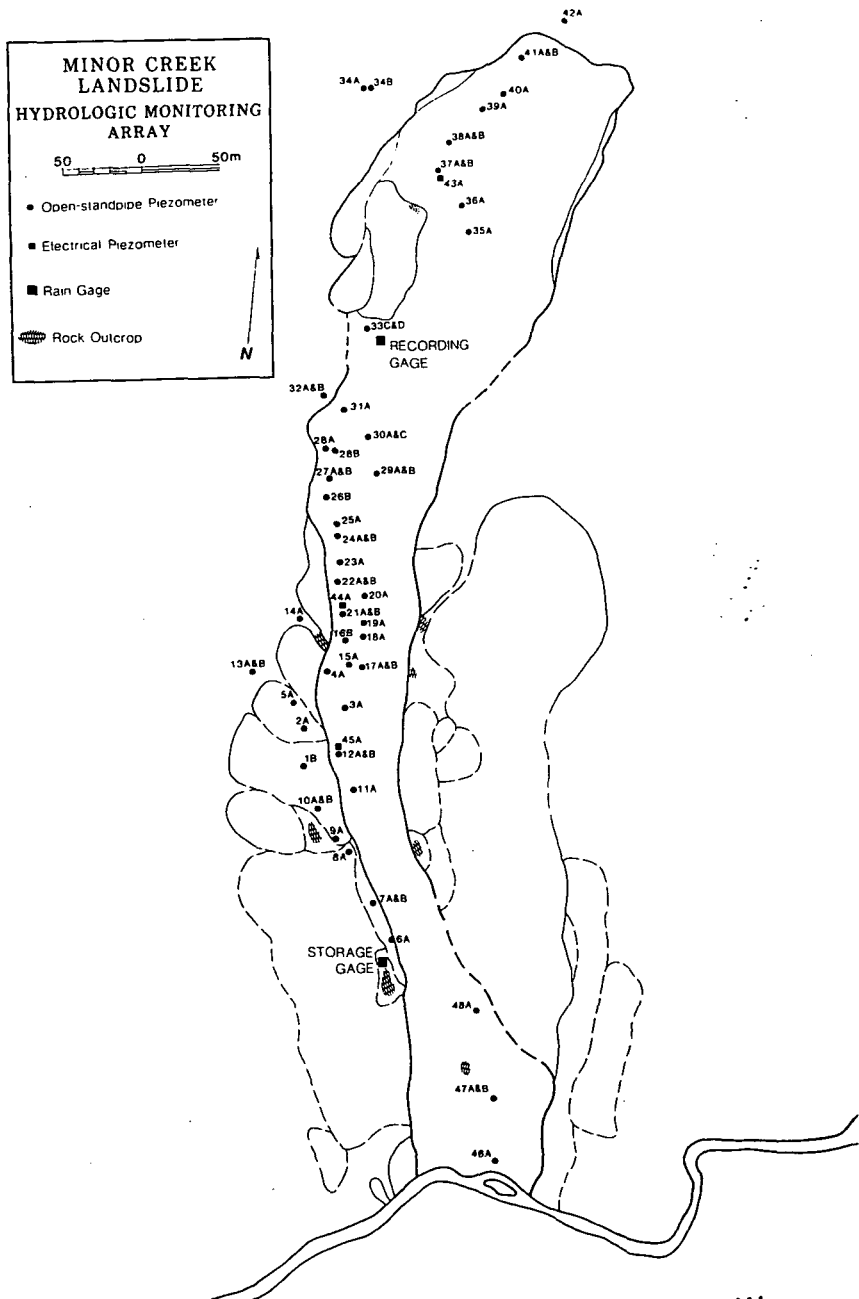 MINOR CREEK
LANDSLIDE
HYDROLOGIC MONITORING
ARRAY
50 0 50m
Open-standpipe Piezometer
Electrical Piezometer
Rain Gage
Rock Outcrop
N
42A
41A&B
34A 34B
40A
39A
38A&B
37A&B
43A
36A
35A
33C&D
RECORDING
GAGE
32A&B
31A
30A&C
28A
28B
29A&B
27A&B
26B
25A
24A&B
23A
22A&B
20A
44A
21A&B
14A
19A
18A
16B
15A
17A&B
13A&B
4A
5A
3A
2A
45A
12A&B
1B
11A
10A&B
9A
8A
7A&B
6A
STORAGE
GAGE
48A
47A&B
46A